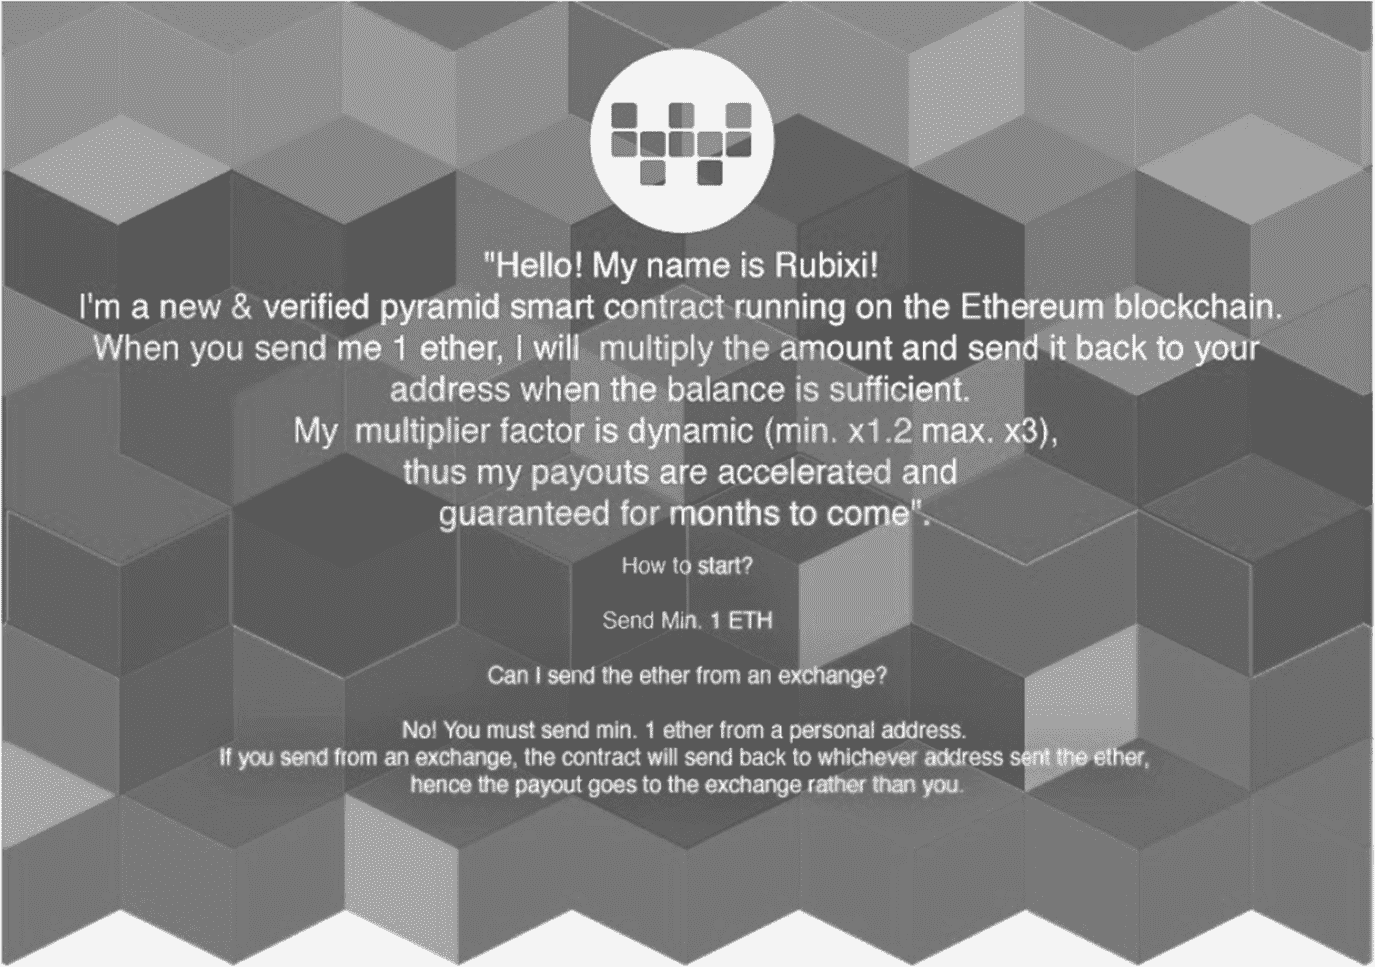 "Hello! My name is Rubixi!
I'm a new & verified pyramid smart contract running on the Ethereum blockchain.
When you send me 1 ether, I will multiply the amount and send it back to your
address when the balance is sufficient.
My multiplier factor is dynamic (min. x1.2 max. x3),
thus my payouts are accelerated and
guaranteed for months to come".
How to start?
Send Min. 1 ETH
Can I send the ether from an exchange?
No! You must send min. 1 ether from a personal address.
If you send from an exchange, the contract will send back to whichever address sent the ether,
hence the payout goes to the exchange rather than you.